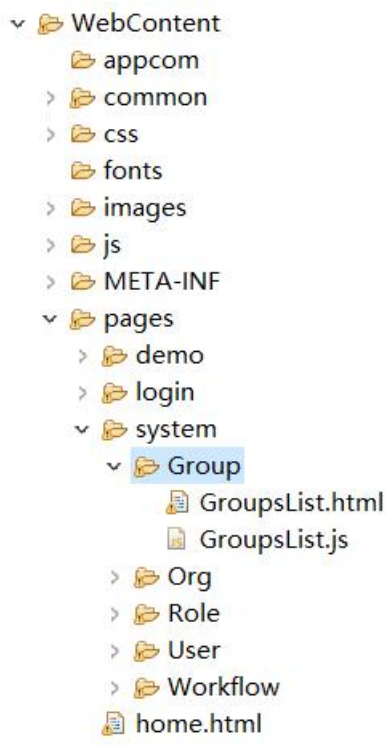 WebContent
appcom
common
css
fonts
images
js
META-INF
pages
demo
login
system
Group
GroupsList.html
GroupsList.js
Org
Role
User
Workflow
home.html